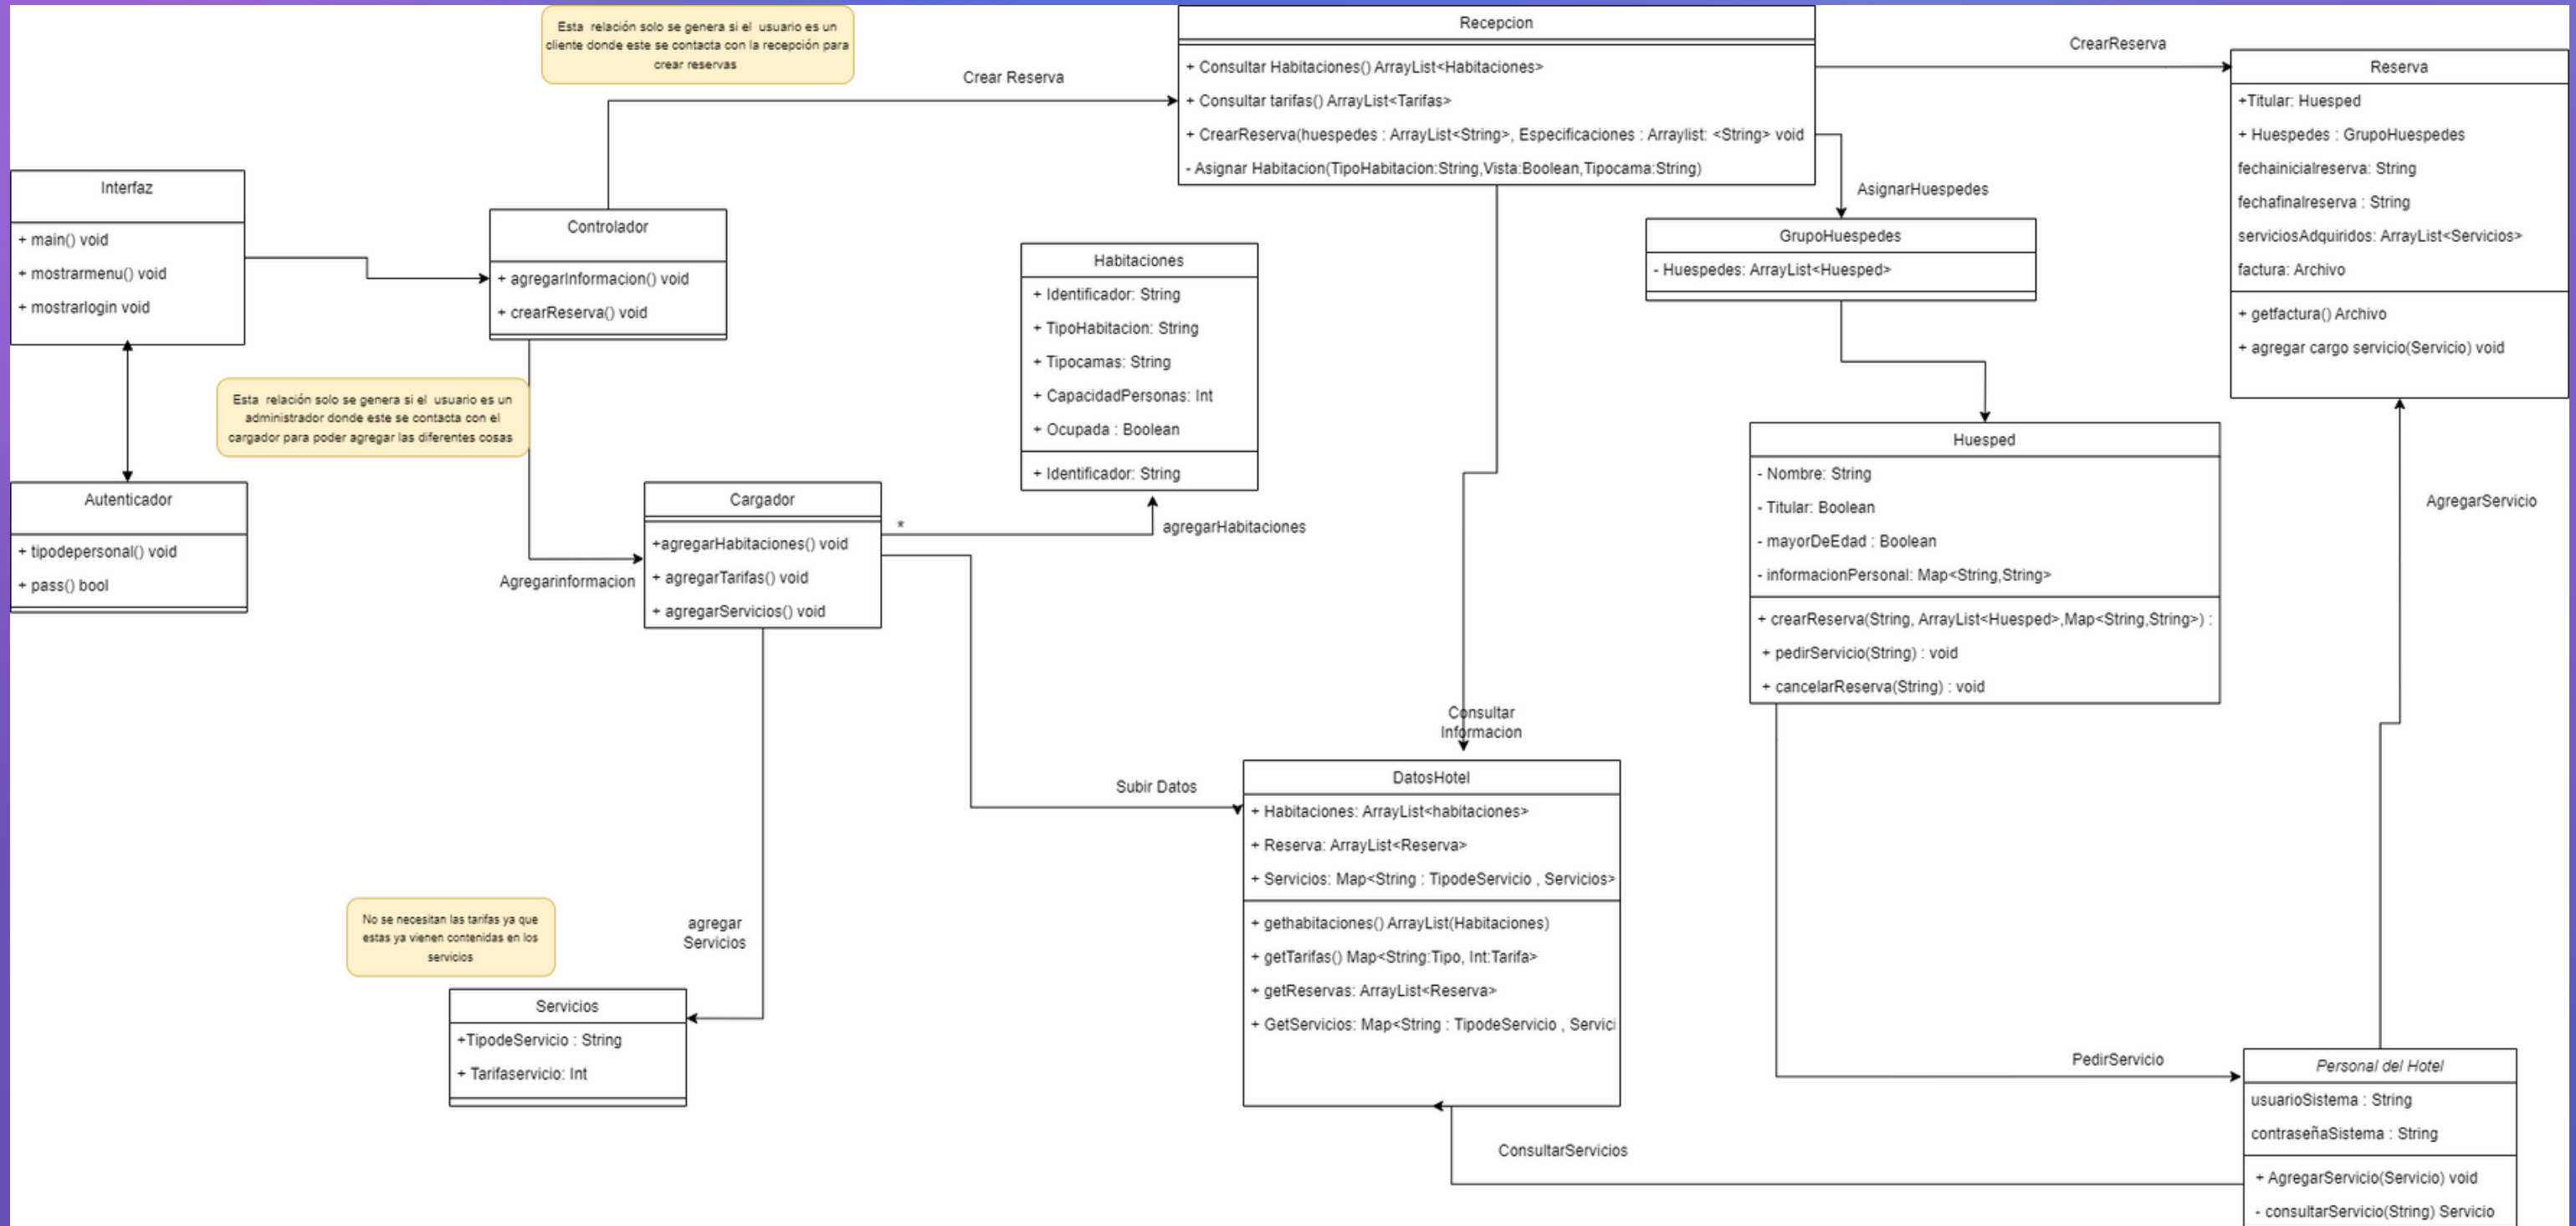 Esta relación solo se genera si el usuario es un
cliente donde este se contacta con la recepción para
crear reservas
Crear Reserva
Recepcion
+ Consultar Habitaciones() ArrayList<Habitaciones>
+ Consultar tarifas() ArrayList<Tarifas>
+ CrearReserva(huespedes : ArrayList<String>, Especificaciones : Arraylist: <String> void
- Asignar Habitacion(TipoHabitacion:String,Vista:Boolean,Tipocama:String)
CrearReserva
Reserva
+Titular: Huesped
+ Huespedes : GrupoHuespedes
fechainicialreserva: String
fechafinalreserva : String
serviciosAdquiridos: ArrayList<Servicios>
factura: Archivo
+ getfactura() Archivo
+ agregar cargo servicio(Servicio) void
AsignarHuespedes
GrupoHuespedes
- Huespedes: ArrayList<Huesped>
Interfaz
+ main() void
+ mostrarmenu() void
+ mostrarlogin void
Controlador
+ agregarInformacion() void
+ crearReserva() void
Habitaciones
+ Identificador: String
+ TipoHabitacion: String
+ Tipocamas: String
+ CapacidadPersonas: Int
+ Ocupada : Boolean
+ Identificador: String
Esta relación solo se genera si el usuario es un
administrador donde este se contacta con el
cargador para poder agregar las diferentes cosas
Autenticador
+ tipodepersonal() void
+ pass() bool
Agregarinformacion
Cargador
+agregarHabitaciones() void
+ agregarTarifas() void
+ agregarServicios() void
*
agregarHabitaciones
Huesped
- Nombre: String
- Titular: Boolean
- mayorDeEdad : Boolean
- informacionPersonal: Map<String,String>
+ crearReserva(String, ArrayList<Huesped>,Map<String,String>) :
+ pedirServicio(String) : void
+ cancelarReserva(String) : void
AgregarServicio
Consultar
Informacion
Subir Datos
DatosHotel
+ Habitaciones: ArrayList<habitaciones>
+ Reserva: ArrayList<Reserva>
+ Servicios: Map<String : TipodeServicio , Servicios>
+ gethabitaciones() ArrayList(Habitaciones)
+ getTarifas() Map<String:Tipo, Int:Tarifa>
+ getReservas: ArrayList<Reserva>
+ GetServicios: Map<String : TipodeServicio , Servici
No se necesitan las tarifas ya que
estas ya vienen contenidas en los
servicios
agregar
Servicios
Servicios
+TipodeServicio : String
+ Tarifaservicio: Int
PedirServicio
ConsultarServicios
Personal del Hotel
usuarioSistema : String
contraseñaSistema : String
+ AgregarServicio(Servicio) void
- consultarServicio(String) Servicio